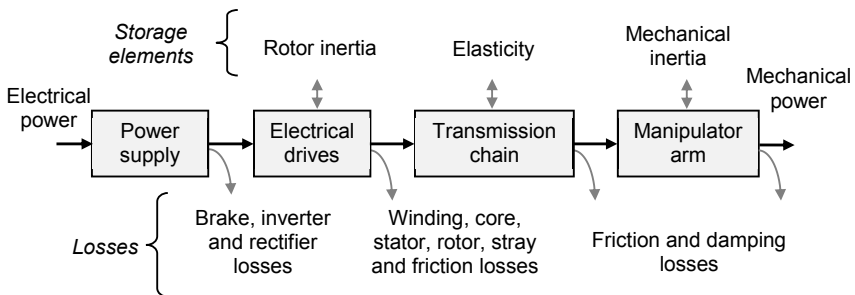 Storage
elements
Rotor inertia
Elasticity
Mechanical
inertia
Electrical
power
Mechanical
power
Power
supply
Electrical
drives
Transmission
chain
Manipulator
arm
Losses
Brake, inverter
and rectifier
losses
Winding, core,
stator, rotor, stray
and friction losses
Friction and damping
losses